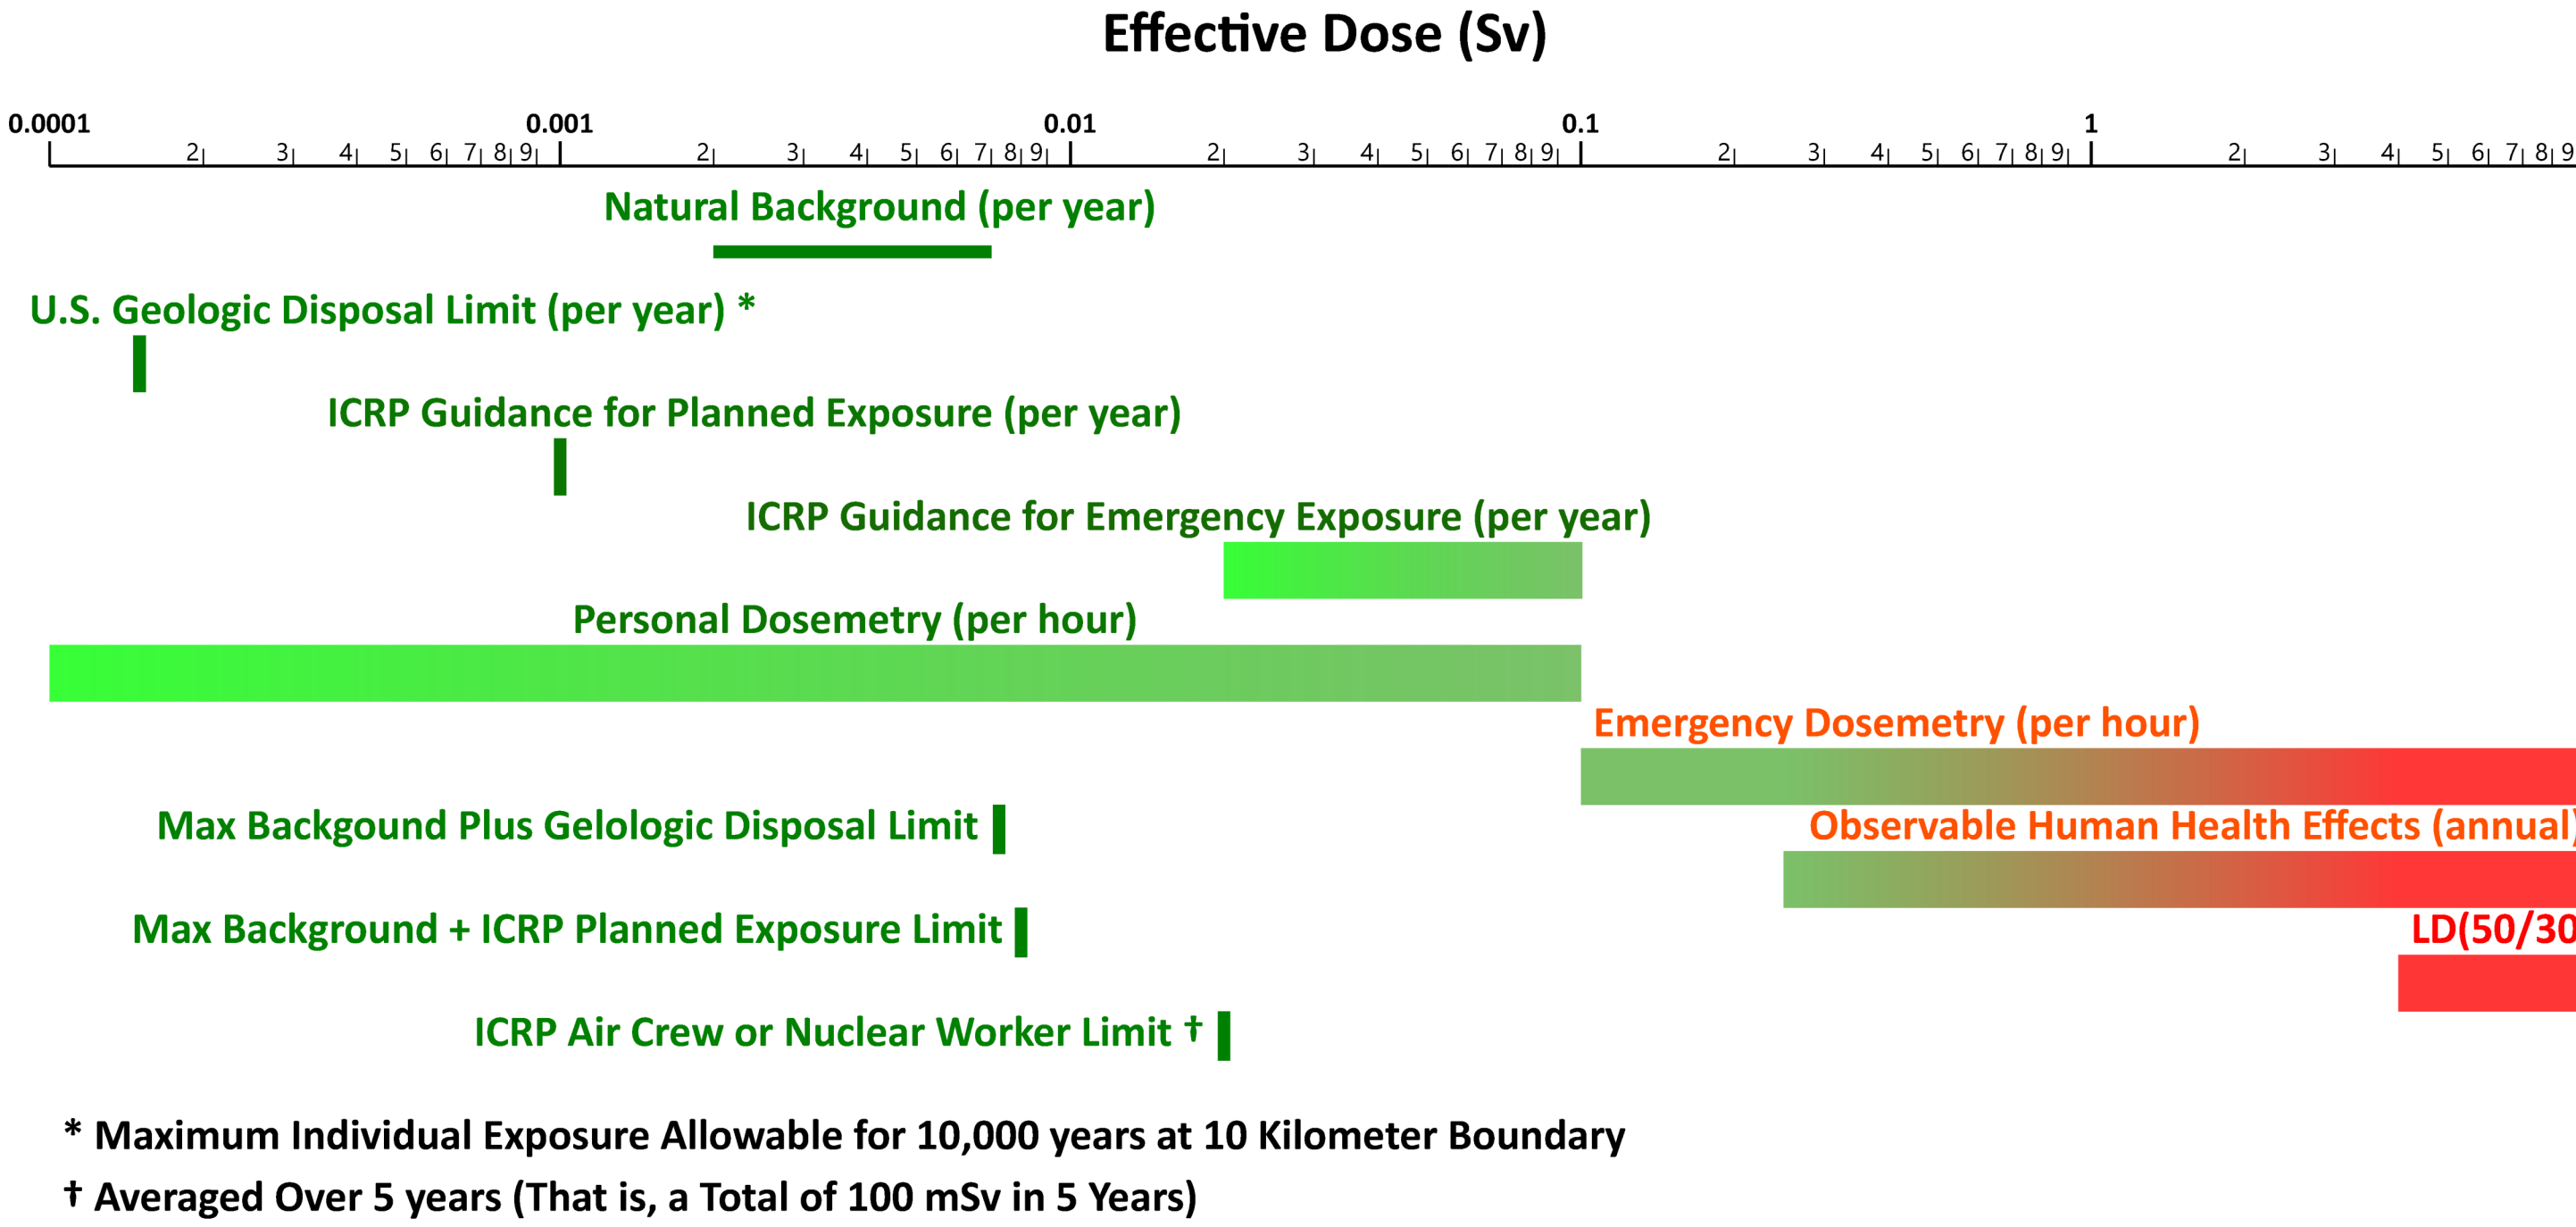 Effective Dose (Sv)
0.0001 0.001 0.01 0.1 1
2 3 4 5 6 7 8 9 2 3 4 5 6 7 8 9 2 3 4 5 6 7 8 9 2 3 4 5 6 7 8 9 2 3 4 5 6 7 8 9
Natural Background (per year)
U.S. Geologic Disposal Limit (per year) *
ICRP Guidance for Planned Exposure (per year)
ICRP Guidance for Emergency Exposure (per year)
Personal Dosemetry (per hour)
Emergency Dosemetry (per hour)
Max Backgound Plus Gelologic Disposal Limit
Observable Human Health Effects (annual)
Max Background + ICRP Planned Exposure Limit
LD(50/30
ICRP Air Crew or Nuclear Worker Limit †
* Maximum Individual Exposure Allowable for 10,000 years at 10 Kilometer Boundary
† Averaged Over 5 years (That is, a Total of 100 mSv in 5 Years)